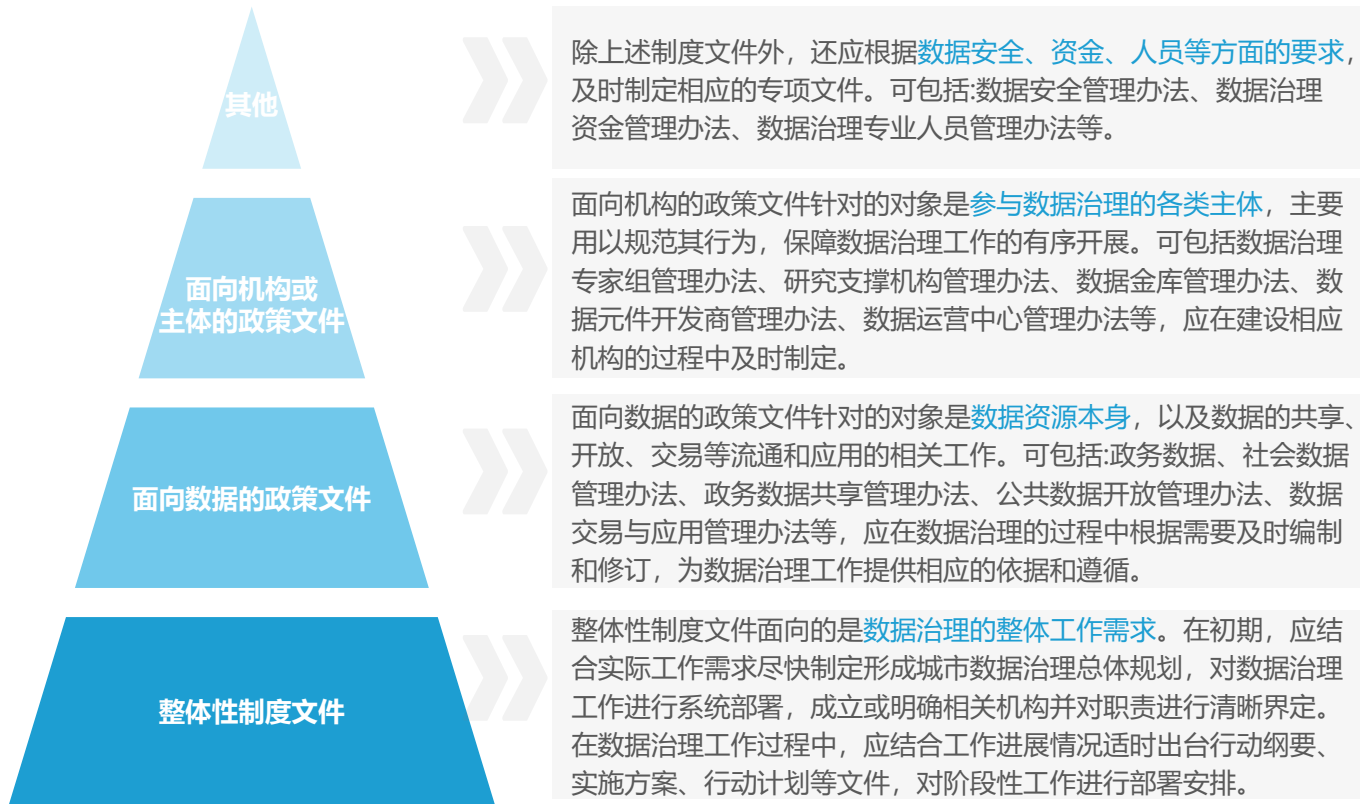 其他
除上述制度文件外，还应根据数据安全、资金、人员等方面的要求，
及时制定相应的专项文件。可包括:数据安全管理办法、数据治理
资金管理办法、数据治理专业人员管理办法等。
面向机构或
主体的政策文件
面向机构的政策文件针对的对象是参与数据治理的各类主体，主要
用以规范其行为，保障数据治理工作的有序开展。可包括数据治理
专家组管理办法、研究支撑机构管理办法、数据金库管理办法、数
据元件开发商管理办法、数据运营中心管理办法等，应在建设相应
机构的过程中及时制定。
面向数据的政策文件
面向数据的政策文件针对的对象是数据资源本身，以及数据的共享、
开放、交易等流通和应用的相关工作。可包括:政务数据、社会数据
管理办法、政务数据共享管理办法、公共数据开放管理办法、数据
交易与应用管理办法等，应在数据治理的过程中根据需要及时编制
和修订，为数据治理工作提供相应的依据和遵循。
整体性制度文件
整体性制度文件面向的是数据治理的整体工作需求。在初期，应结
合实际工作需求尽快制定形成城市数据治理总体规划，对数据治理
工作进行系统部署，成立或明确相关机构并对职责进行清晰界定。
在数据治理工作过程中，应结合工作进展情况适时出台行动纲要、
实施方案、行动计划等文件，对阶段性工作进行部署安排。